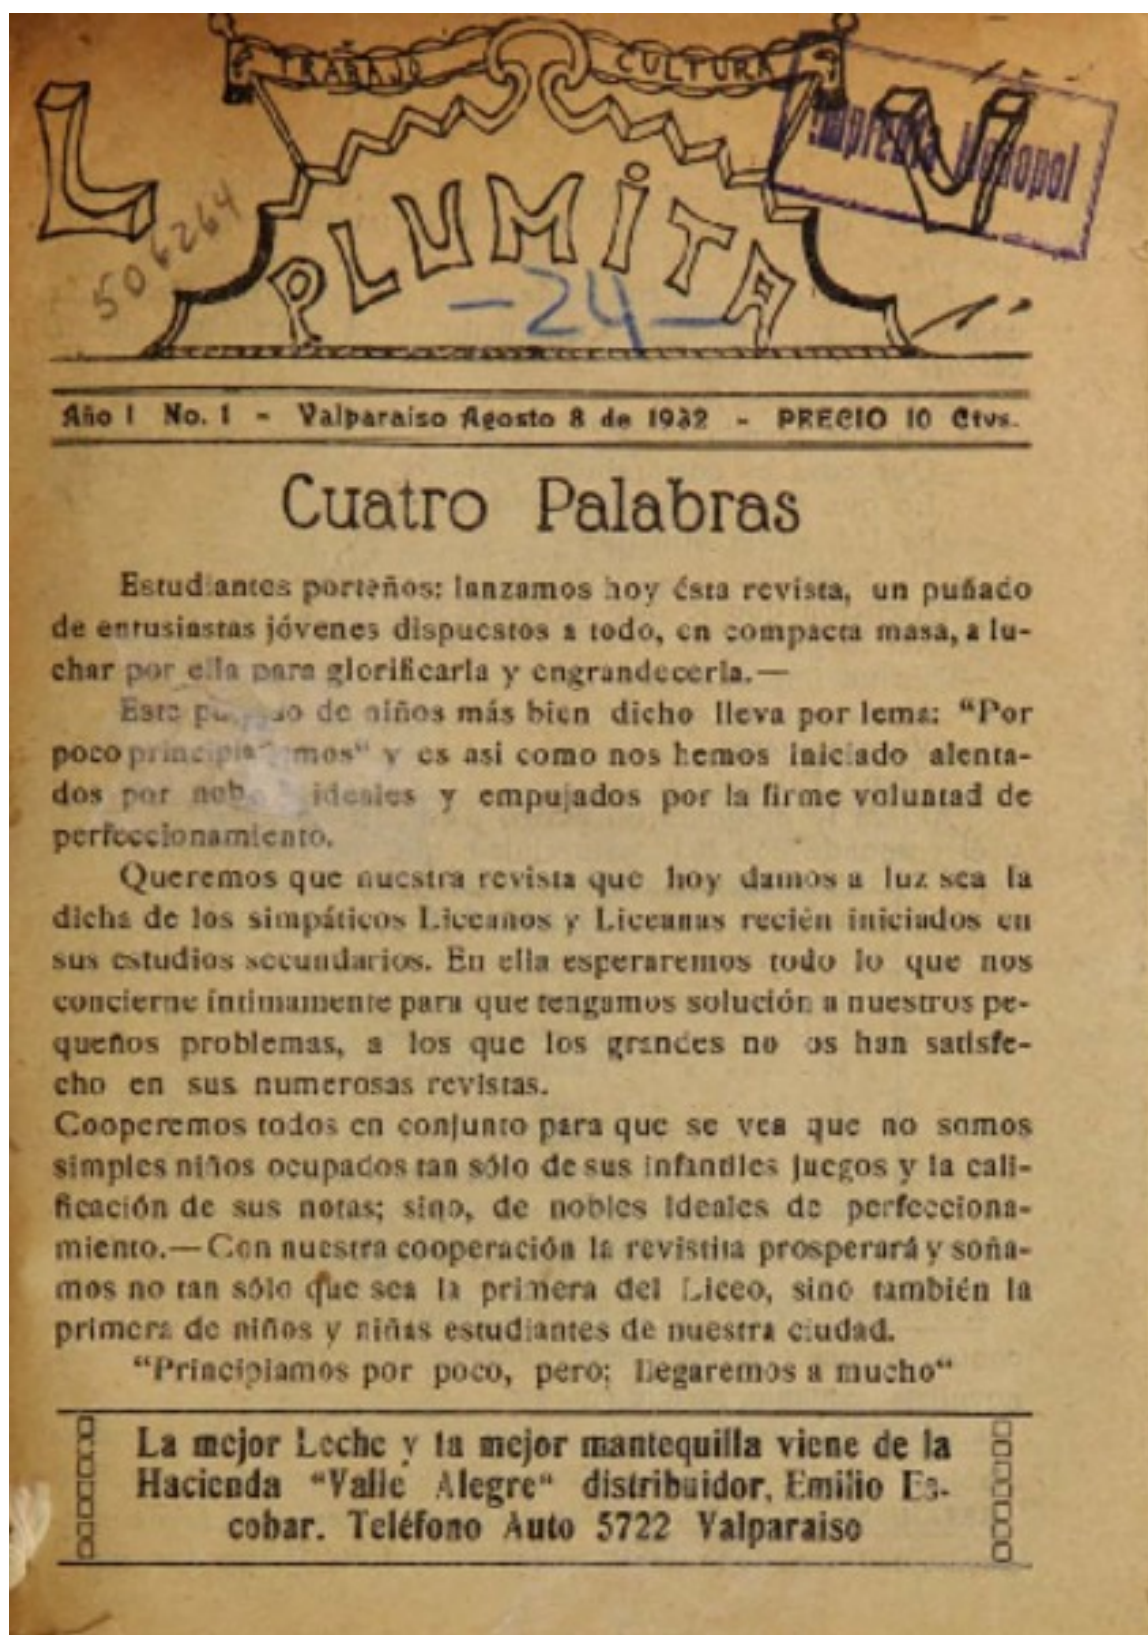 TRABAJO CULTURA
L V
PLUMITA
Imprenta Monopol
506264
-24-
Año I No. 1 - Valparaíso Agosto 8 de 1932 - PRECIO 10 Ctvs.
Cuatro Palabras
Estudiantes porteños: lanzamos hoy ésta revista, un puñado
de entusiastas jóvenes dispuestos a todo, en compacta masa, a lu-
char por ella para glorificarla y engrandecerla.—
Este de niños más bien dicho lleva por lema: “Por
poco mos“ y es asi como nos hemos iniciado alenta-
dos por ideales y empujados por la firme voluntad de
perfeccionamiento.
Queremos que nuestra revista que hoy damos a luz sea la
dicha de los simpáticos Liceanos y Liceanas recién iniciados en
sus estudios secundarios. En ella esperaremos todo lo que nos
concierne íntimamente para que tengamos solución a nuestros pe-
queños problemas, a los que los grandes no os han satisfe-
cho en sus numerosas revistas.
Cooperemos todos en conjunto para que se vea que no somos
simples niños ocupados tan sólo de sus infantiles juegos y la cali-
ficación de sus notas; sino, de nobles ideales de perfecciona-
miento.—Con nuestra cooperación la revistita prosperará y soña-
mos no tan sólo que sea la primera del Liceo, sino también la
primera de niños y niñas estudiantes de nuestra ciudad.
“Principiamos por poco, pero; llegaremos a mucho“
La mejor Leche y la mejor mantequilla viene de la
Hacienda “Valle Alegre“ distribuidor, Emilio Es-
cobar. Teléfono Auto 5722 Valparaiso